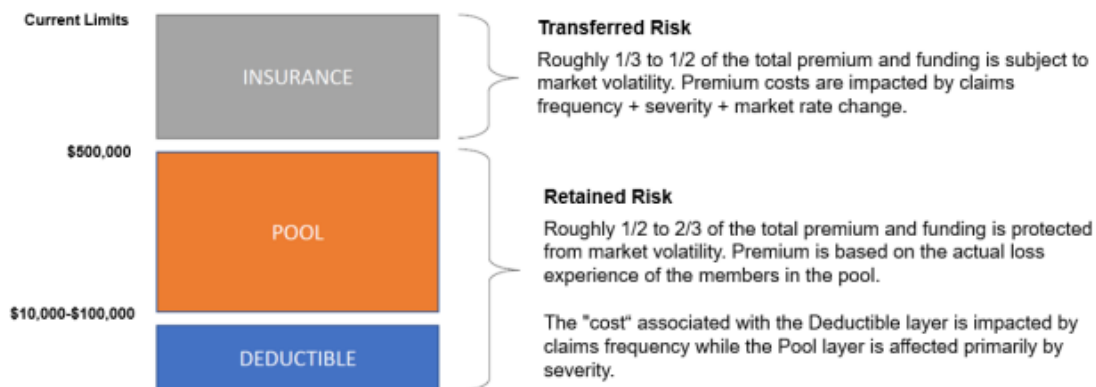 Current Limits
INSURANCE
$500,000
POOL
$10,000-$100,000
DEDUCTIBLE
Transferred Risk
Roughly 1/3 to 1/2 of the total premium and funding is subject to
market volatility. Premium costs are impacted by claims
frequency + severity + market rate change.
Retained Risk
Roughly 1/2 to 2/3 of the total premium and funding is protected
from market volatility. Premium is based on the actual loss
experience of the members in the pool.
The "cost“ associated with the Deductible layer is impacted by
claims frequency while the Pool layer is affected primarily by
severity.